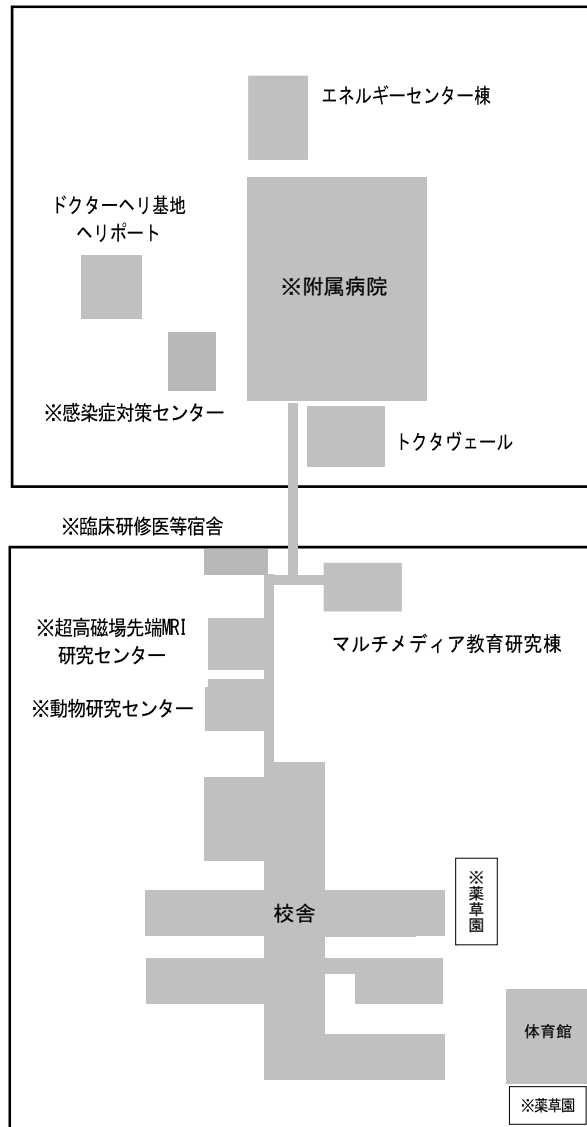 エネルギーセンター棟
ドクターヘリ基地
ヘリポート
※附属病院
※感染症対策センター
トクタヴェール
※臨床研修医等宿舎
※超高磁場先端MRI
研究センター
マルチメディア教育研究棟
※動物研究センター
※薬草園
校舎
体育館
※薬草園